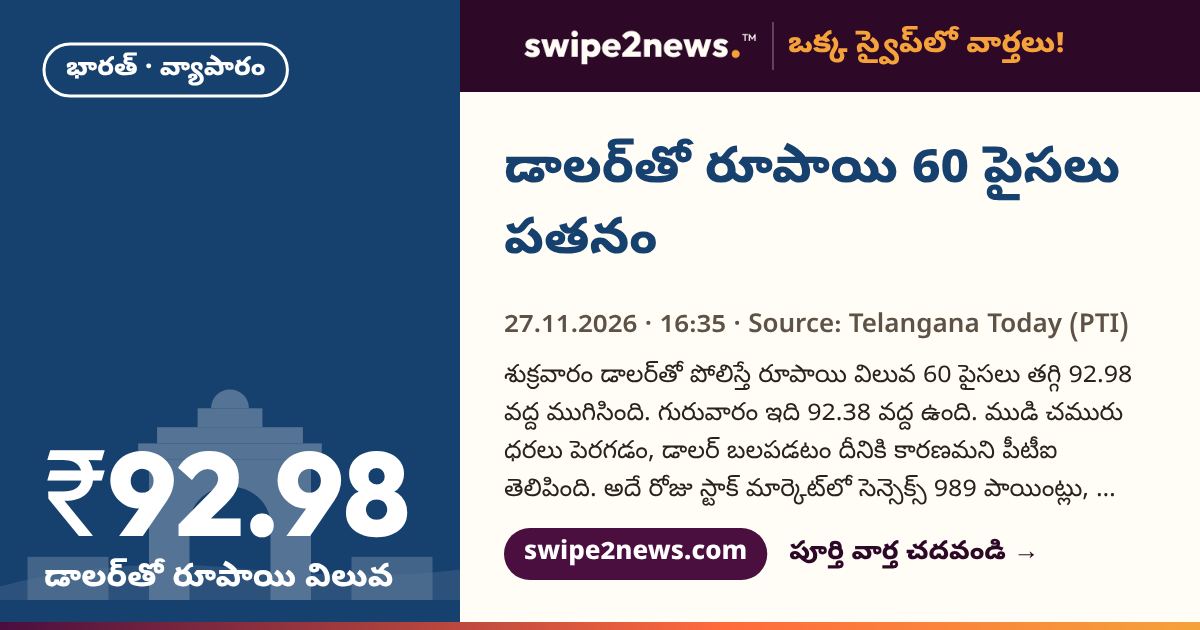 భారత్ · వ్యాపారం
₹92.98
డాలర్‌తో రూపాయి విలువ
swipe2news.™ ఒక్క స్వైప్‌లో వార్తలు!
డాలర్‌తో రూపాయి 60 పైసలు
పతనం
27.11.2026 · 16:35 · Source: Telangana Today (PTI)
శుక్రవారం డాలర్‌తో పోలిస్తే రూపాయి విలువ 60 పైసలు తగ్గి 92.98
వద్ద ముగిసింది. గురువారం ఇది 92.38 వద్ద ఉంది. ముడి చమురు
ధరలు పెరగడం, డాలర్ బలపడటం దీనికి కారణమని పీటీఐ
తెలిపింది. అదే రోజు స్టాక్ మార్కెట్‌లో సెన్సెక్స్ 989 పాయింట్లు, ...
swipe2news.com పూర్తి వార్త చదవండి →